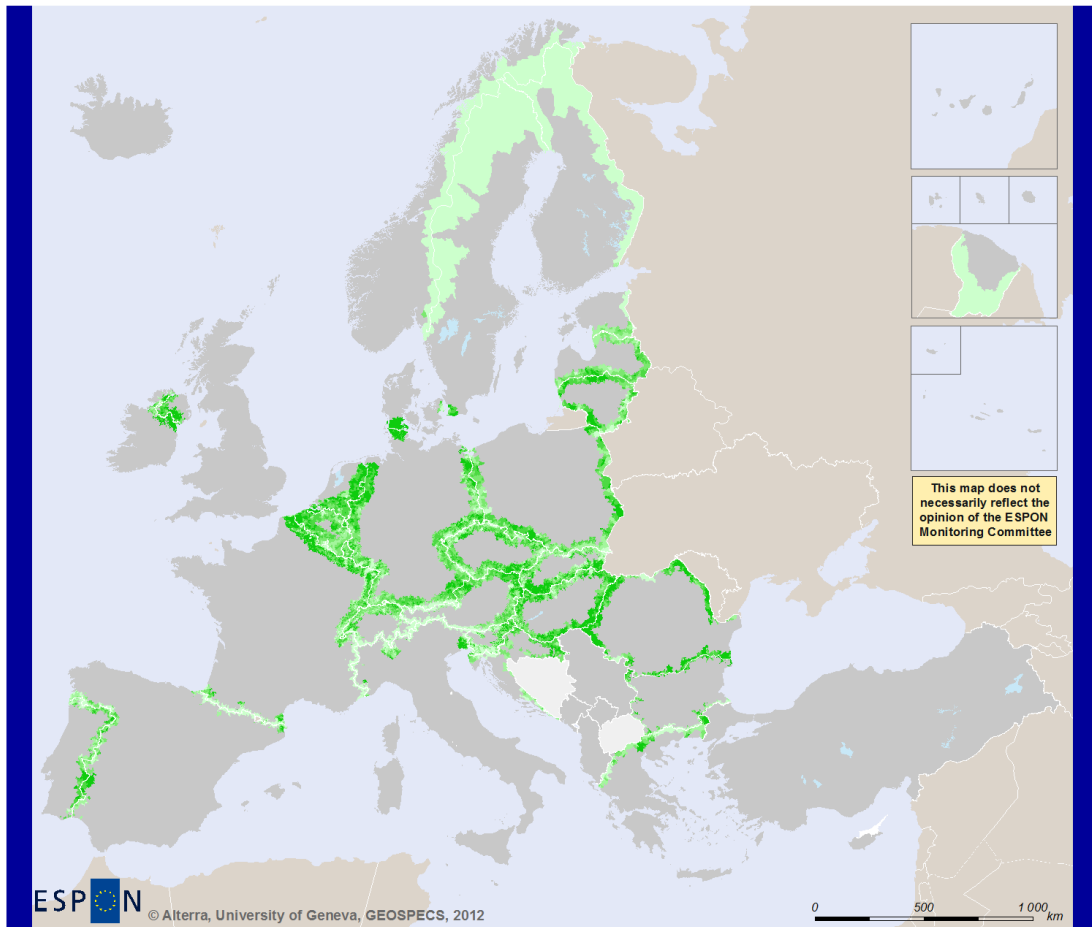 This map does not
necessarily reflect the
opinion of the ESPON
Monitoring Committee
ESPON
© Alterra, University of Geneva, GEOSPECS, 2012
0 500 1 000
km